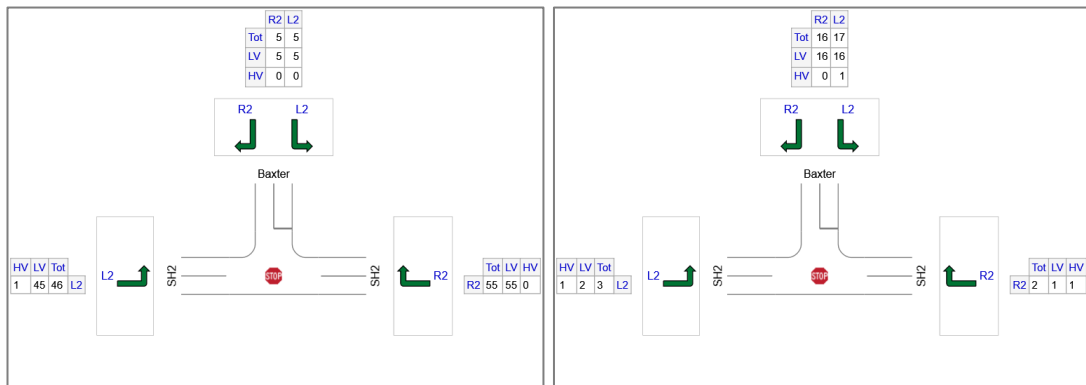 R2 L2
Tot 5 5
LV 5 5
HV 0 0
R2 L2
Baxter
HV LV Tot
1 45 46 L2
L2
SH2
STOP
SH2
R2
Tot LV HV
R2 55 55 0
R2 L2
Tot 16 17
LV 16 16
HV 0 1
R2 L2
Baxter
HV LV Tot
1 2 3 L2
L2
SH2
STOP
SH2
R2
Tot LV HV
R2 2 1 1